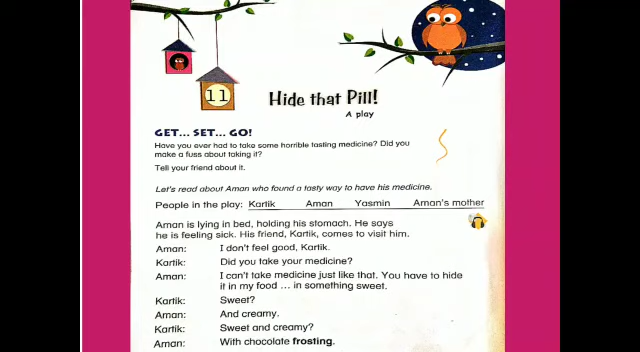 11
Hide that Pill!
A play
GET... SET... GO!
Have you ever had to take some horrible tasting medicine? Did you
make a fuss about taking it?
Tell your friend about it.
Let's read about Aman who found a tasty way to have his medicine.
People in the play: Kartik Aman Yasmin Aman's mother
Aman is lying in bed, holding his stomach. He says
he is feeling sick. His friend, Kartik, comes to visit him.
Aman: I don't feel good, Kartik.
Kartik: Did you take your medicine?
Aman: I can't take medicine just like that. You have to hide
it in my food ... in something sweet.
Kartik: Sweet?
Aman: And creamy.
Kartik: Sweet and creamy?
Aman: With chocolate frosting.